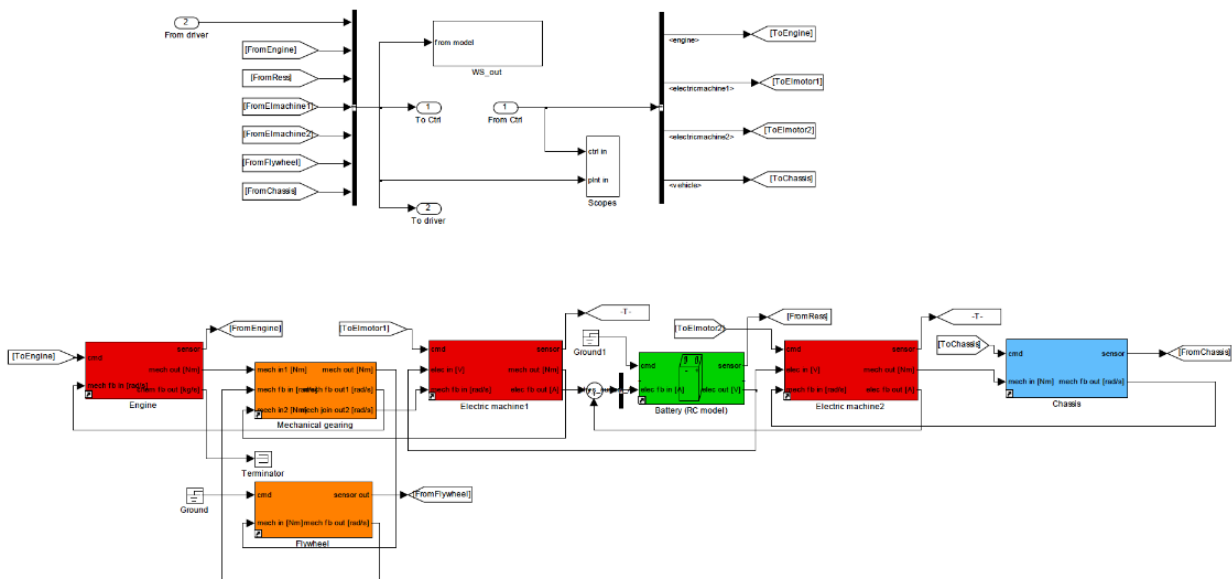 2
From driver
[FromEngine]
[FromRess]
[FromElmachine1]
[FromElmachine2]
[FromFlywheel]
[FromChassis]
from model
WS_out
1
To Ctrl
1
From Ctrl
ctrl in
plnt in
Scopes
2
To driver
<engine>
[ToEngine]
<electricmachine1>
[ToElmotor1]
<electricmachine2>
[ToElmotor2]
<vehicle>
[ToChassis]
[ToEngine]
cmd
sensor
mech out [Nm]
mech fb in [rad/s]
Engine
[FromEngine]
mech in1 [Nm]
mech out [Nm]
mech fb in [rad/s]
mech fb out1 [rad/s]
mech in2 [Nm]
mech join out2 [rad/s]
Mechanical gearing
Terminator
Ground
cmd
sensor out
mech in [Nm]
mech fb out [rad/s]
Flywheel
[FromFlywheel]
[ToElmotor1]
cmd
sensor
elec in [V]
mech out [Nm]
mech fb in [rad/s]
elec fb out [A]
Electric machine1
-T-
Ground1
cmd
sensor
elec fb in [A]
elec out [V]
Battery (RC model)
[FromRess]
[ToElmotor2]
cmd
sensor
elec in [V]
mech out [Nm]
mech fb in [rad/s]
elec fb out [A]
Electric machine2
-T-
[ToChassis]
cmd
sensor
mech in [Nm]
mech fb out [rad/s]
Chassis
[FromChassis]